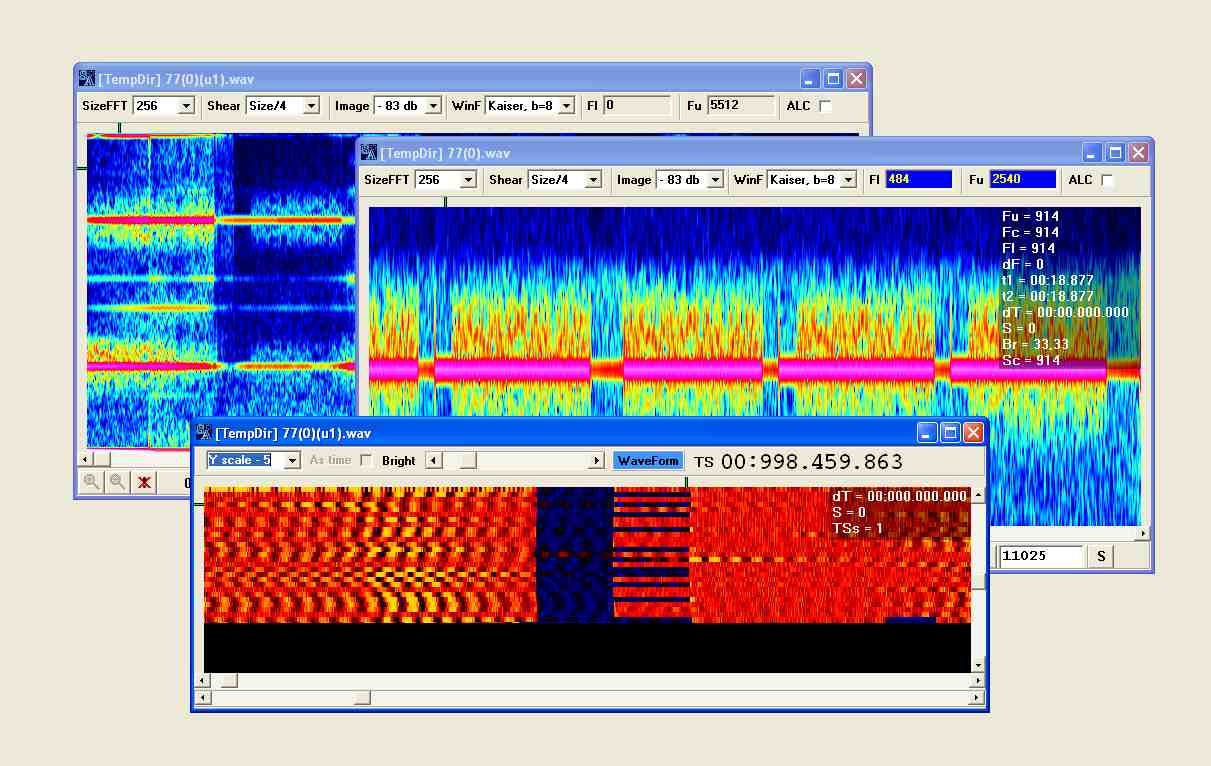 [TempDir] 77(0)(u1).wav
SizeFFT 256 Shear Size/4 Image - 83 db WinF Kaiser, b=8 Fl 0 Fu 5512 ALC
[TempDir] 77(0).wav
SizeFFT 256 Shear Size/4 Image - 83 db WinF Kaiser, b=8 Fl 484 Fu 2540 ALC
Fu = 914
Fc = 914
Fl = 914
dF = 0
t1 = 00:18.877
t2 = 00:18.877
dT = 00:00.000.000
S = 0
Br = 33,33
Sc = 914
11025 S
[TempDir] 77(0)(u1).wav
Y scale - 5 As time Bright WaveForm TS 00:998.459.863
dT = 00:000.000.000
S = 0
TSs = 1